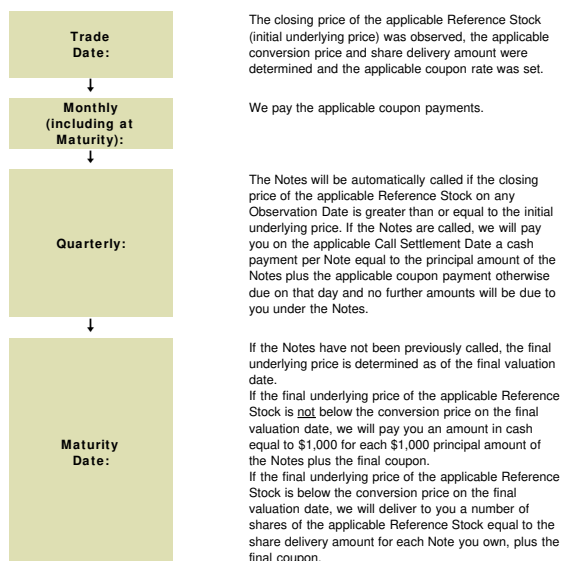 Trade
Date:
The closing price of the applicable Reference Stock
(initial underlying price) was observed, the applicable
conversion price and share delivery amount were
determined and the applicable coupon rate was set.
Monthly
(including at
Maturity):
We pay the applicable coupon payments.
Quarterly:
The Notes will be automatically called if the closing
price of the applicable Reference Stock on any
Observation Date is greater than or equal to the initial
underlying price. If the Notes are called, we will pay
you on the applicable Call Settlement Date a cash
payment per Note equal to the principal amount of the
Notes plus the applicable coupon payment otherwise
due on that day and no further amounts will be due to
you under the Notes.
Maturity
Date:
If the Notes have not been previously called, the final
underlying price is determined as of the final valuation
date.
If the final underlying price of the applicable Reference
Stock is not below the conversion price on the final
valuation date, we will pay you an amount in cash
equal to $1,000 for each $1,000 principal amount of
the Notes plus the final coupon.
If the final underlying price of the applicable Reference
Stock is below the conversion price on the final
valuation date, we will deliver to you a number of
shares of the applicable Reference Stock equal to the
share delivery amount for each Note you own, plus the
final coupon.